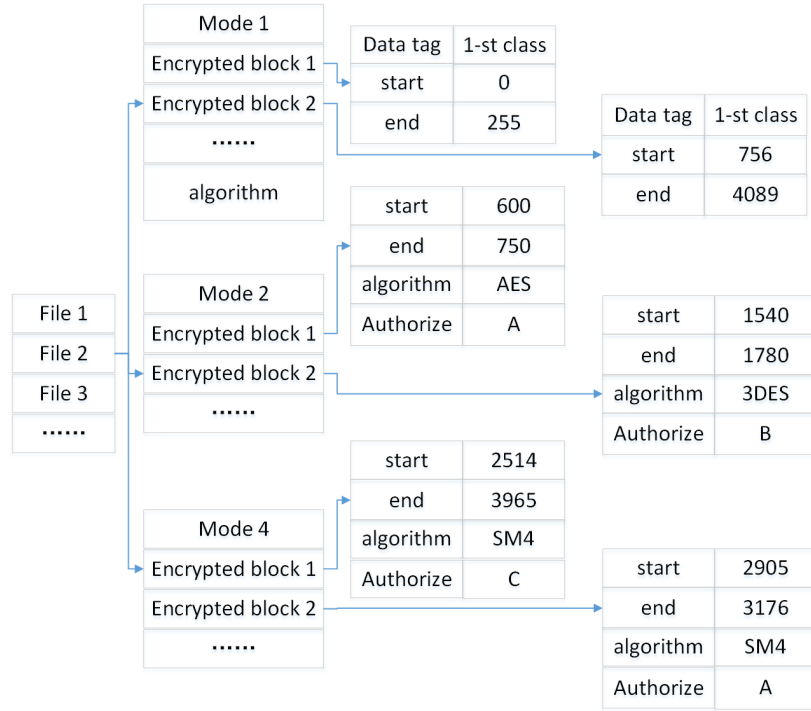 File 1
File 2
File 3
......
Mode 1
Encrypted block 1
Encrypted block 2
......
algorithm
Data tag 1-st class
start 0
end 255
Data tag 1-st class
start 756
end 4089
Mode 2
Encrypted block 1
Encrypted block 2
......
start 600
end 750
algorithm AES
Authorize A
start 1540
end 1780
algorithm 3DES
Authorize B
Mode 4
Encrypted block 1
Encrypted block 2
......
start 2514
end 3965
algorithm SM4
Authorize C
start 2905
end 3176
algorithm SM4
Authorize A